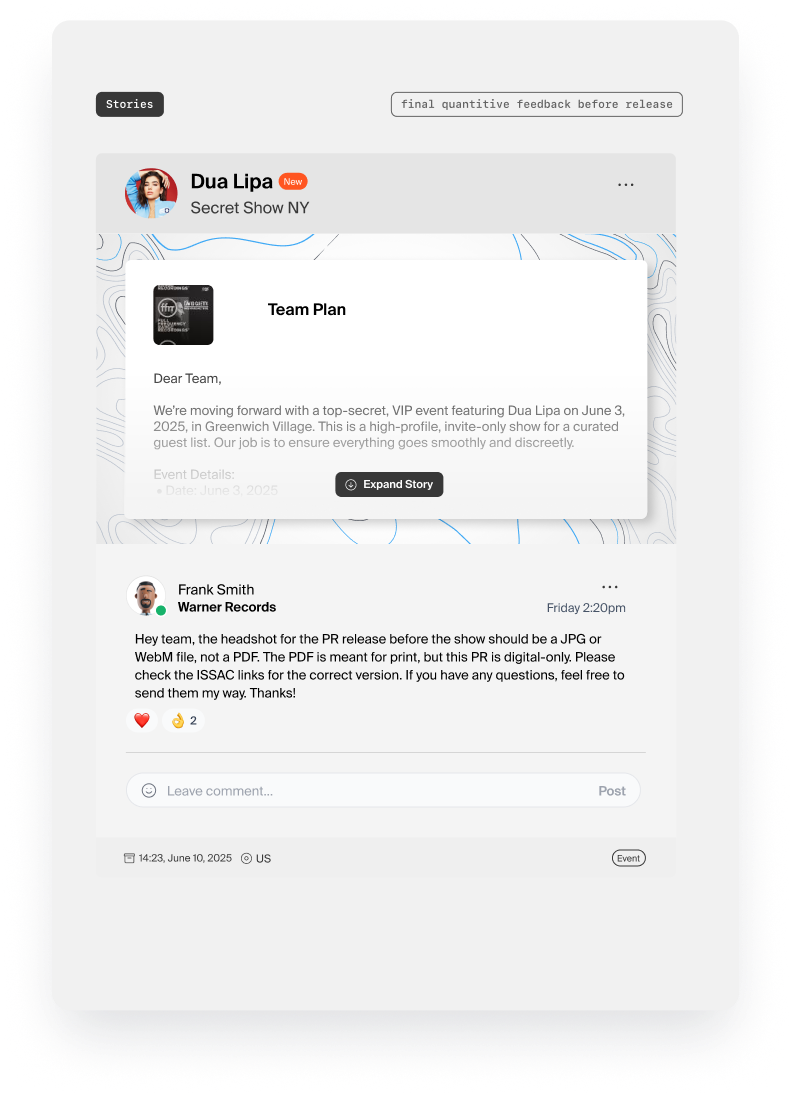 Stories
final quantitive feedback before release
Dua Lipa New
Secret Show NY
Team Plan
Dear Team,
We're moving forward with a top-secret, VIP event featuring Dua Lipa on June 3,
2025, in Greenwich Village. This is a high-profile, invite-only show for a curated
guest list. Our job is to ensure everything goes smoothly and discreetly.
Event Details:
• Date: June 3, 2025
Expand Story
Frank Smith
Warner Records
Friday 2:20pm
Hey team, the headshot for the PR release before the show should be a JPG or
WebM file, not a PDF. The PDF is meant for print, but this PR is digital-only. Please
check the ISSAC links for the correct version. If you have any questions, feel free to
send them my way. Thanks!
2
Leave comment...
Post
14:23, June 10, 2025
US
Event